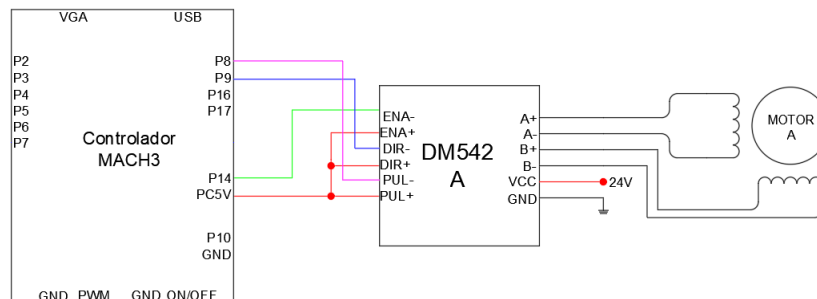 VGA
USB
P2
P3
P4
P5
P6
P7
Controlador
MACH3
P8
P9
P16
P17
P14
PC5V
P10
GND
GND
PWM
GND
ON/OFF
ENA-
ENA+
DIR-
DIR+
PUL-
PUL+
DM542
A
A+
A-
B+
B-
VCC
GND
24V
MOTOR
A